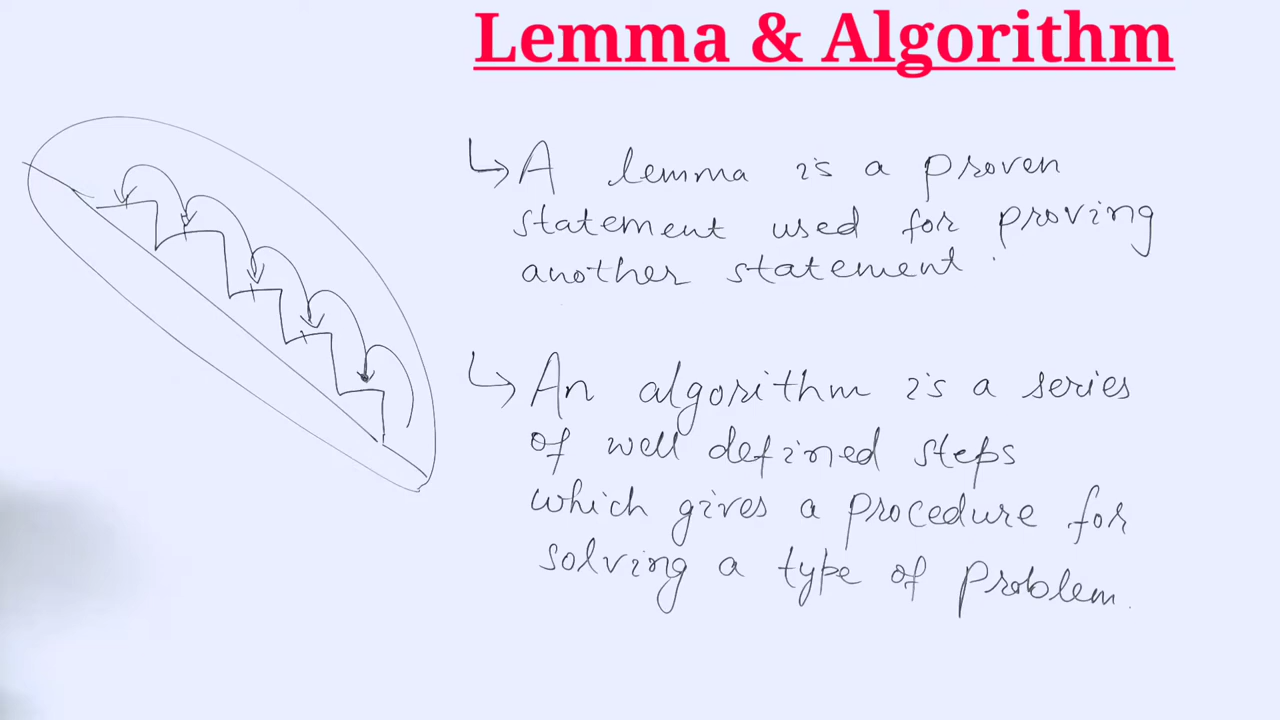 Lemma & Algorithm
A lemma is a proven
statement used for proving
another statement.
An algorithm is a series
of well defined steps
which gives a procedure for
solving a type of problem.